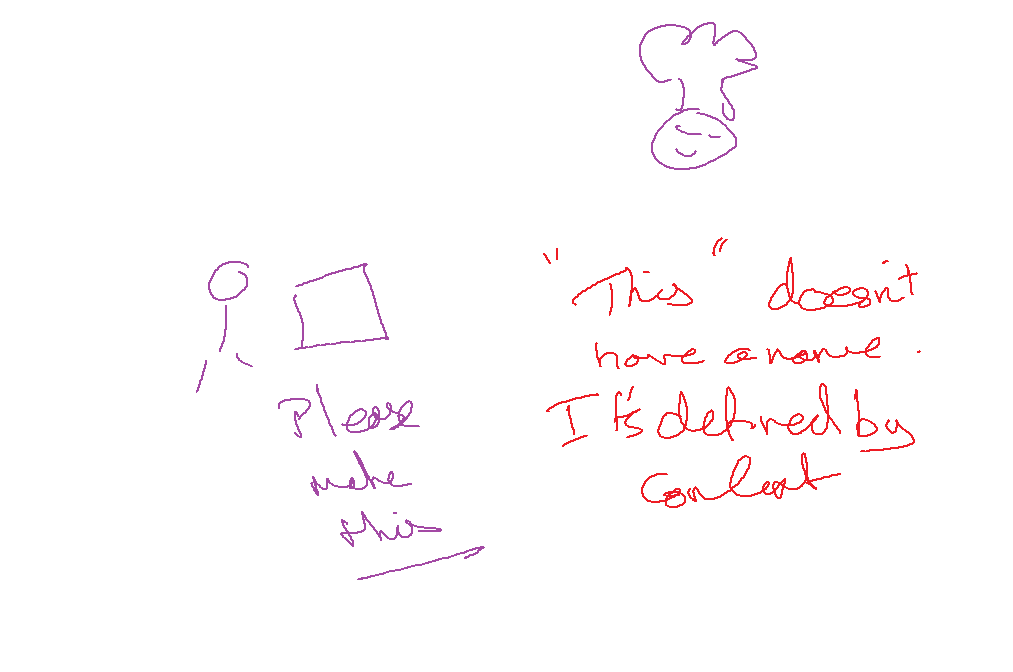 Please
make
this
"This" doesn't
have a name.
It's defined by
Context